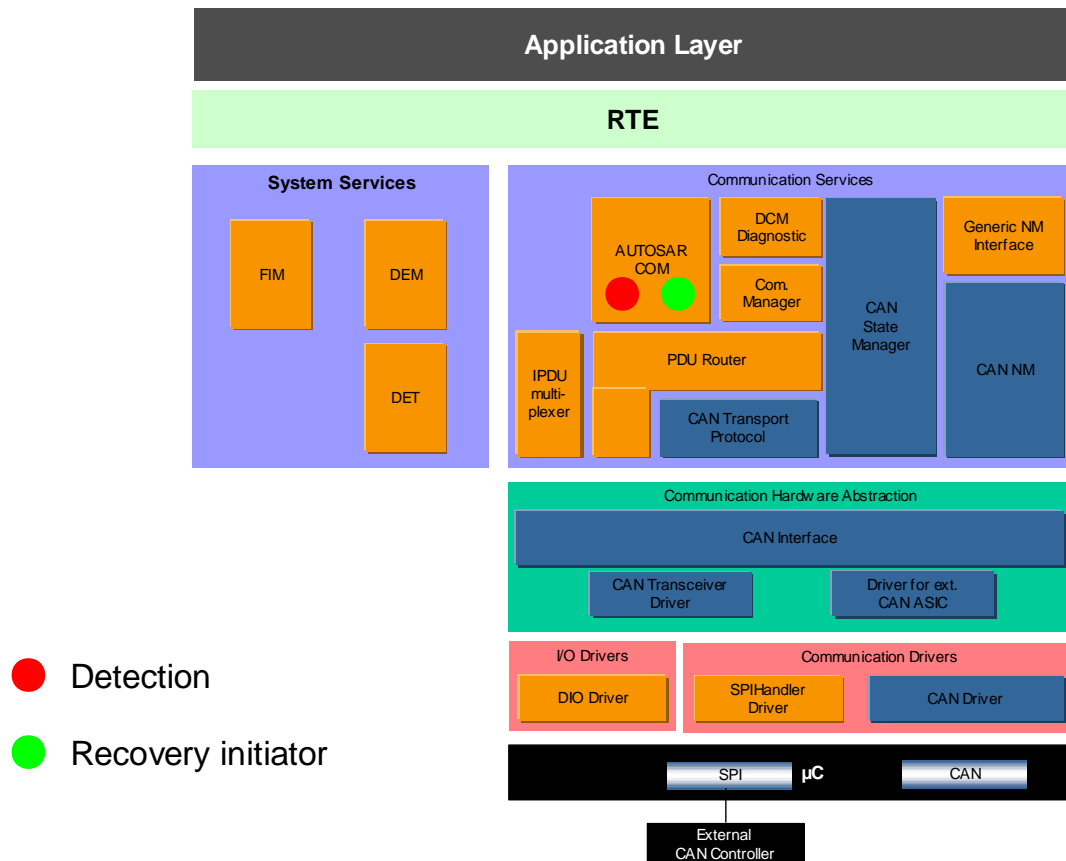 Application Layer
RTE
System Services
FIM
DEM
DET
Communication Services
AUTOSAR
COM
DCM
Diagnostic
Com.
Manager
CAN
State
Manager
Generic NM
Interface
CAN NM
IPDU
multi-
plexer
PDU Router
CAN Transport
Protocol
Communication Hardware Abstraction
CAN Interface
CAN Transceiver
Driver
Driver for ext.
CAN ASIC
I/O Drivers
DIO Driver
Communication Drivers
SPIHandler
Driver
CAN Driver
SPI
µC
CAN
External
CAN Controller
Detection
Recovery initiator